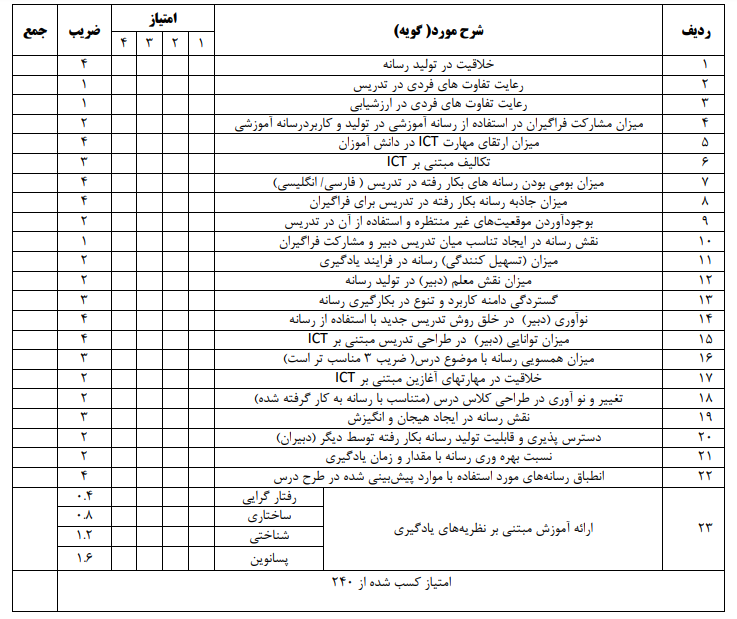 ردیف شرح مورد( گویه) امتیاز ضریب جمع
۱ ۲ ۳ ۴
۱ خلاقیت در تولید رسانه ۴
۲ رعایت تفاوت های فردی در تدریس ۱
۳ رعایت تفاوت های فردی در ارزشیابی ۱
۴ میزان مشارکت فراگیران در استفاده از رسانه آموزشی در تولید و کاربردرسانه آموزشی ۲
۵ میزان ارتقای مهارت ICT در دانش آموزان ۴
۶ تکالیف مبتنی بر ICT ۳
۷ میزان بومی بودن رسانه های بکار رفته در تدریس ( فارسی/ انگلیسی) ۴
۸ میزان جاذبه رسانه بکار رفته در تدریس برای فراگیران ۴
۹ بوجودآوردن موقعیت‌های غیر منتظره و استفاده از آن در تدریس ۲
۱۰ نقش رسانه در ایجاد تناسب میان تدریس دبیر و مشارکت فراگیران ۱
۱۱ میزان (تسهیل کنندگی) رسانه در فرایند یادگیری ۲
۱۲ میزان نقش معلم (دبیر) در تولید رسانه ۲
۱۳ گستردگی دامنه کاربرد و تنوع در بکارگیری رسانه ۳
۱۴ نوآوری (دبیر) در خلق روش تدریس جدید با استفاده از رسانه ۴
۱۵ میزان توانایی (دبیر) در طراحی تدریس مبتنی بر ICT ۴
۱۶ میزان همسویی رسانه با موضوع درس( ضریب ۳ مناسب تر است) ۳
۱۷ خلاقیت در مهارتهای آغازین مبتنی بر ICT ۲
۱۸ تغییر و نو آوری در طراحی کلاس درس (متناسب با رسانه به کار گرفته شده) ۲
۱۹ نقش رسانه در ایجاد هیجان و انگیزش ۳
۲۰ دسترس پذیری و قابلیت تولید رسانه بکار رفته توسط دیگر (دبیران) ۲
۲۱ نسبت بهره وری رسانه با مقدار و زمان یادگیری ۲
۲۲ انطباق رسانه‌های مورد استفاده با موارد پیش‌بینی شده در طرح درس ۴
۲۳ ارائه آموزش مبتنی بر نظریه‌های یادگیری
رفتار گرایی ۰.۴
ساختاری ۰.۸
شناختی ۱.۲
پسانوین ۱.۶
امتیاز کسب شده از ۲۴۰